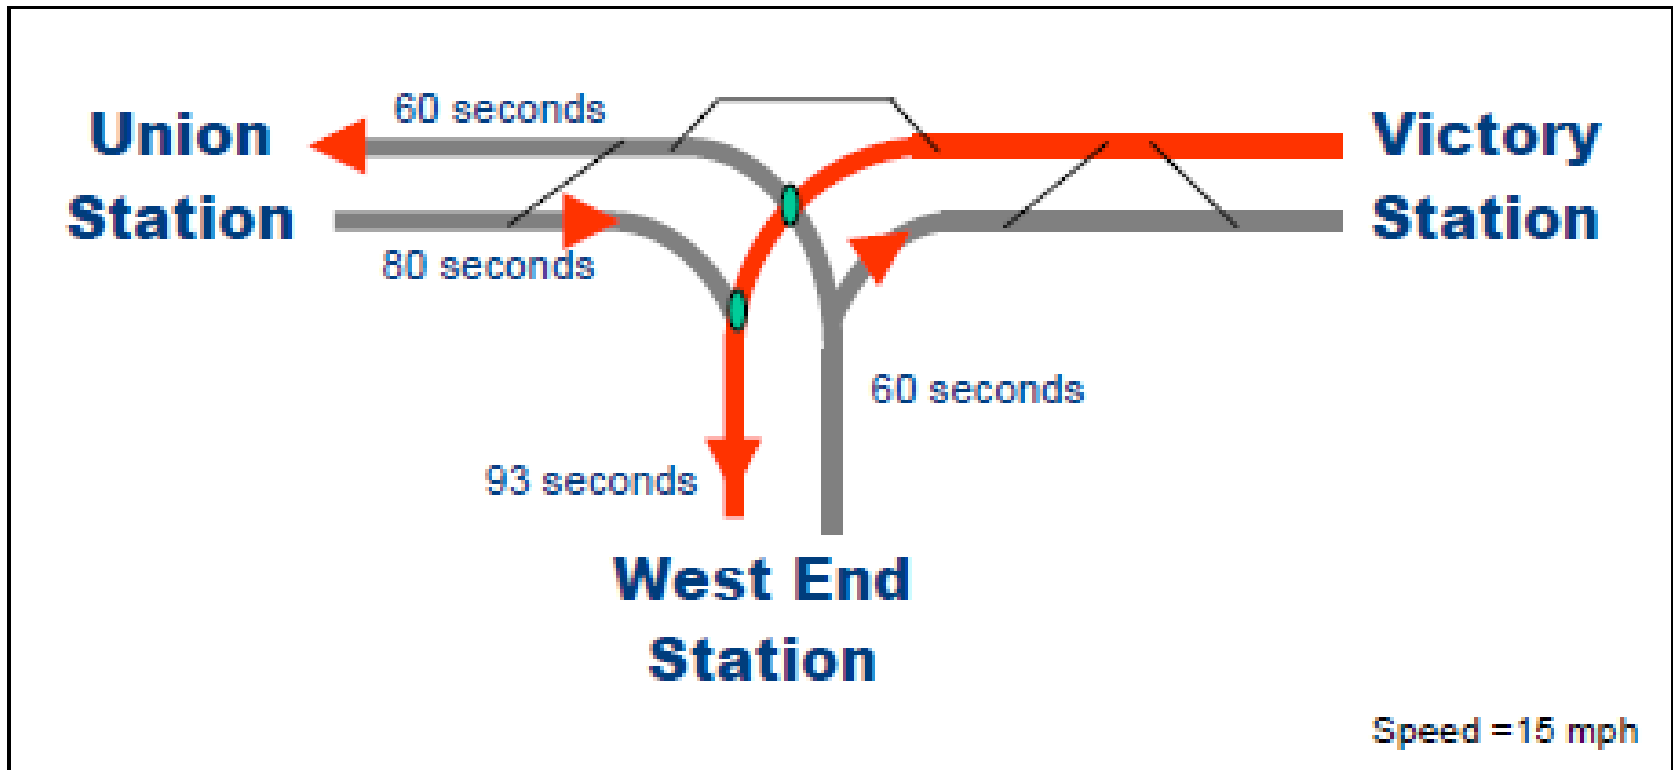 60 seconds
Union
Station
80 seconds
Victory
Station
60 seconds
93 seconds
West End
Station
Speed =15 mph